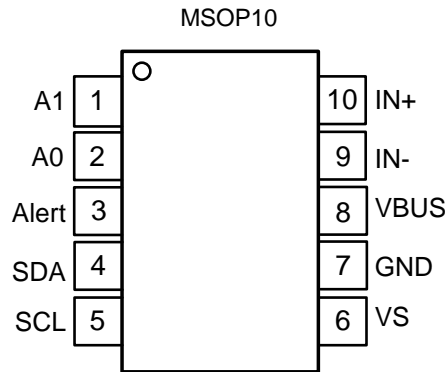 MSOP10
A1 1 10 IN+
A0 2 9 IN-
Alert 3 8 VBUS
SDA 4 7 GND
SCL 5 6 VS